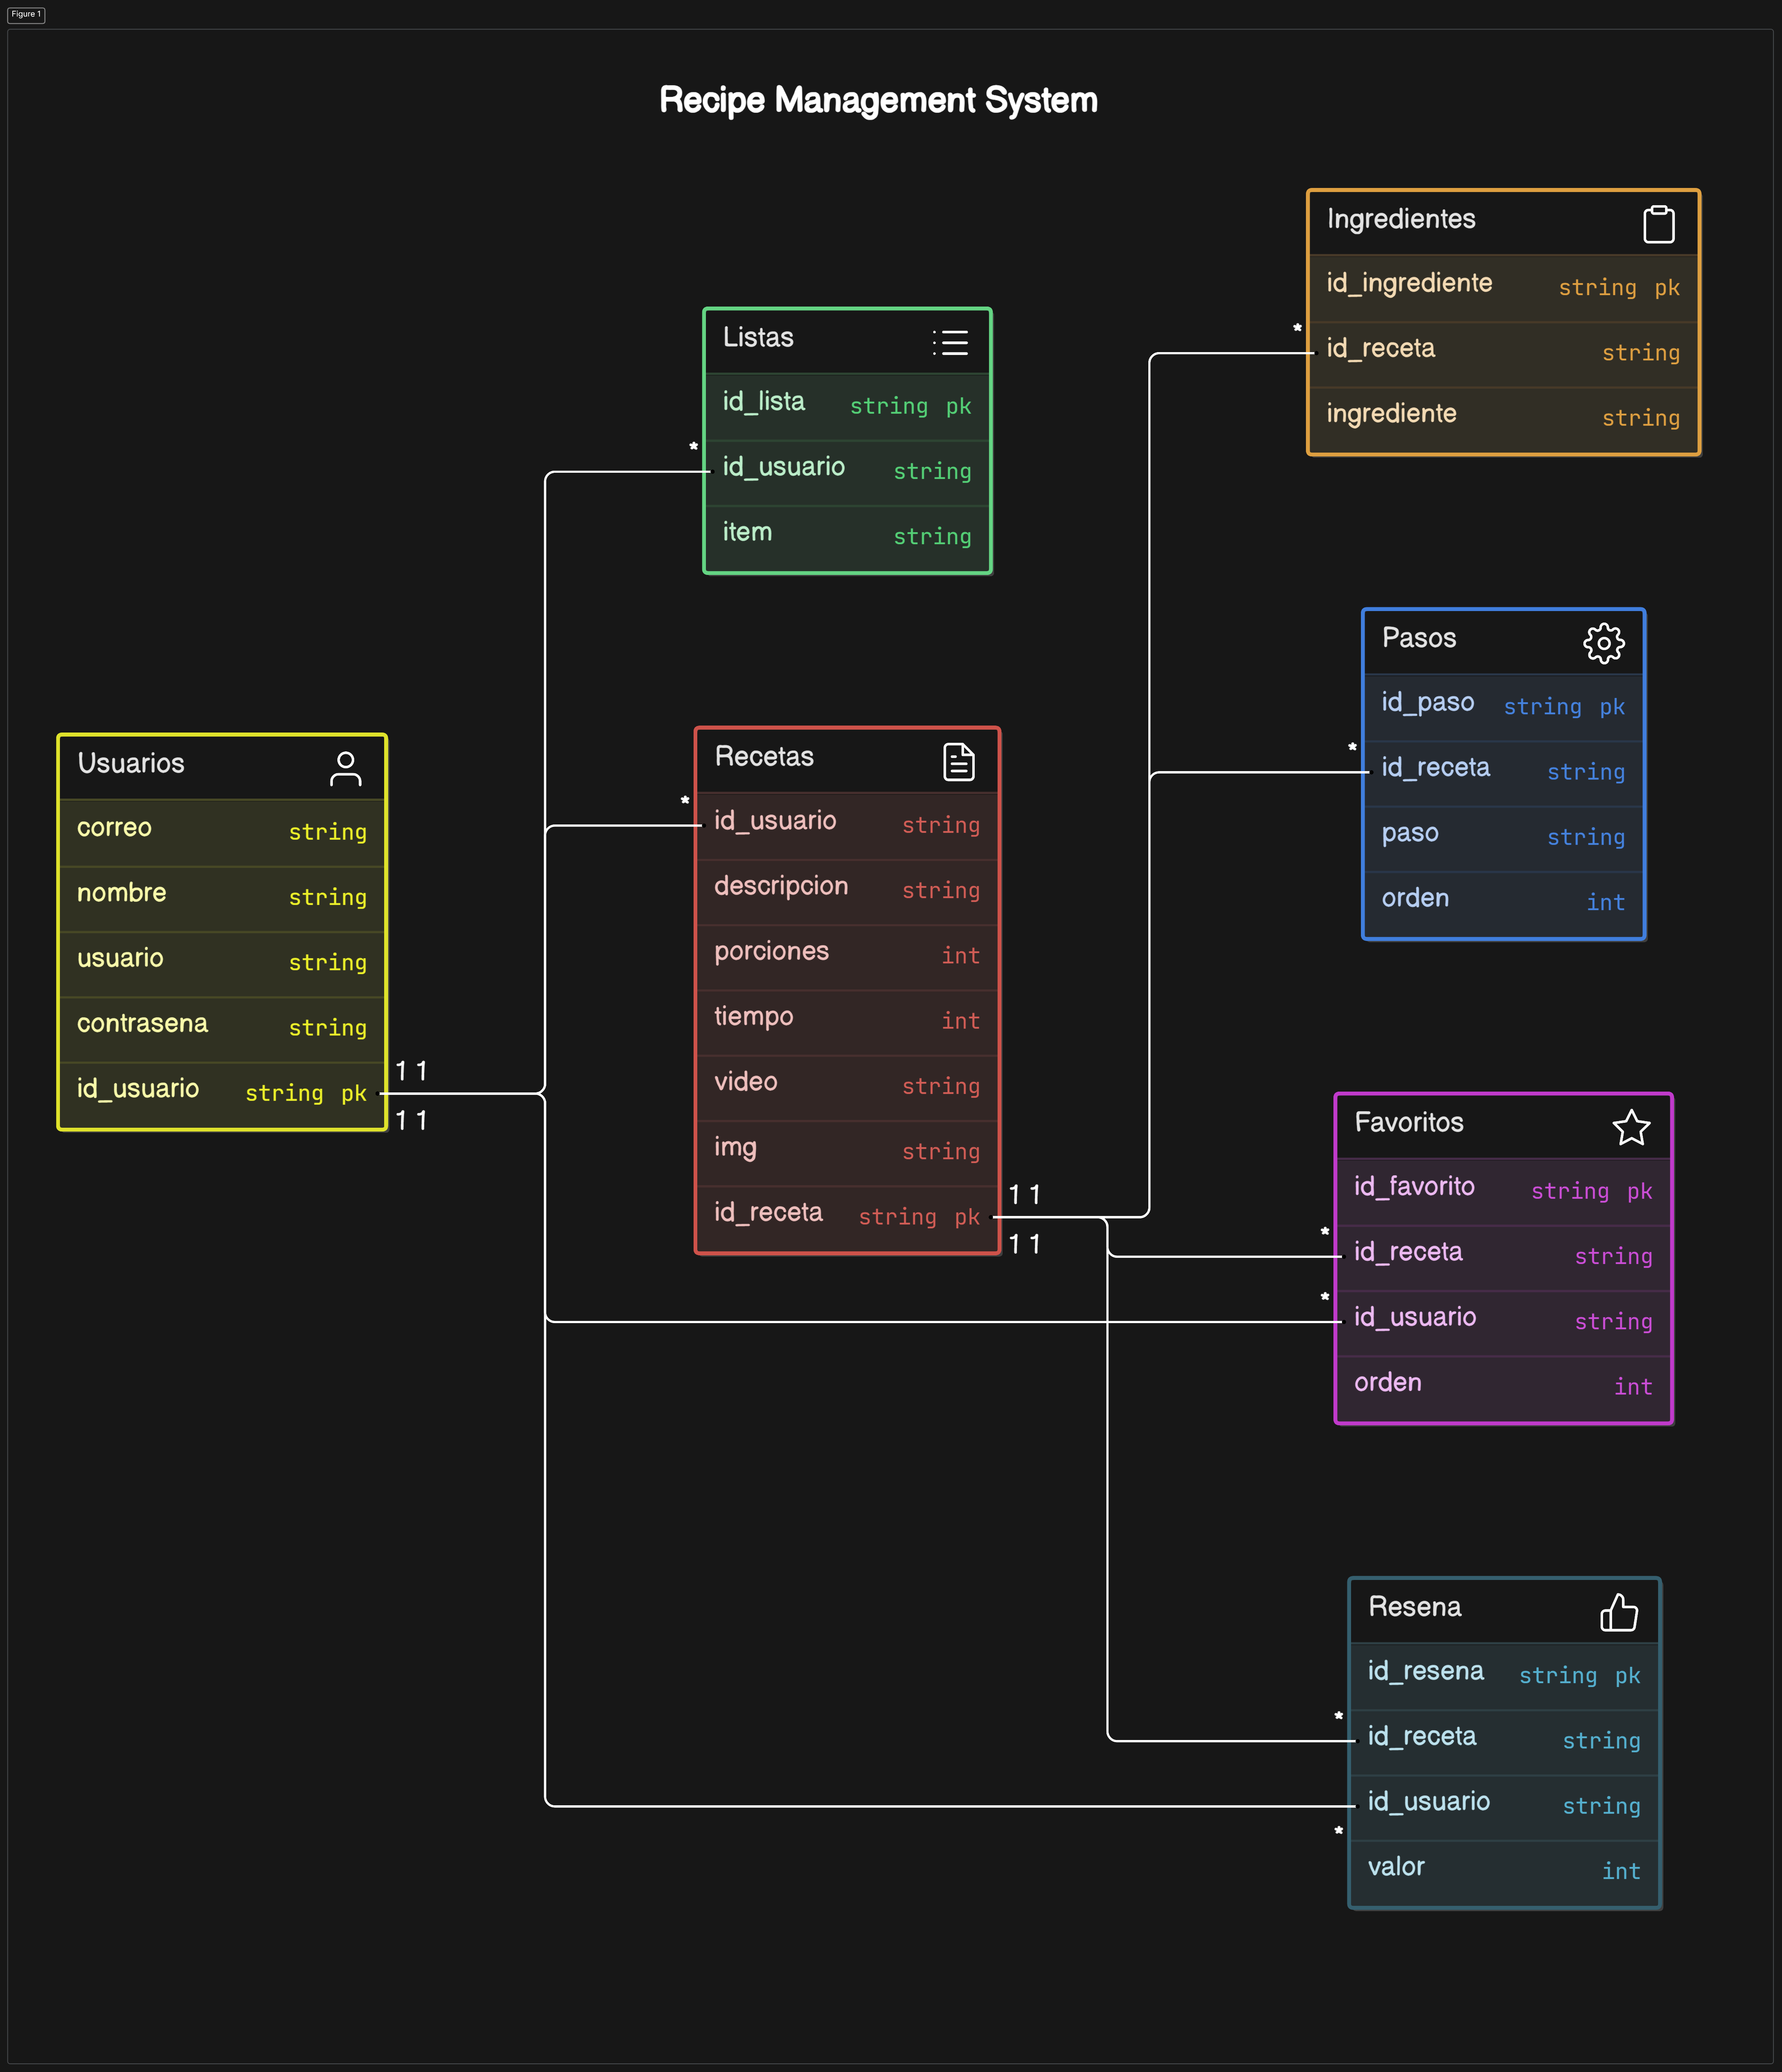 Figure 1
Recipe Management System
Usuarios
correo string
nombre string
usuario string
contrasena string
id_usuario string pk
1 1
1 1
Listas
id_lista string pk
* id_usuario string
item string
Recetas
* id_usuario string
descripcion string
porciones int
tiempo int
video string
img string
id_receta string pk
1 1
1 1
Ingredientes
id_ingrediente string pk
* id_receta string
ingrediente string
Pasos
id_paso string pk
* id_receta string
paso string
orden int
Favoritos
id_favorito string pk
* id_receta string
* id_usuario string
orden int
Resena
id_resena string pk
* id_receta string
id_usuario string
* valor int